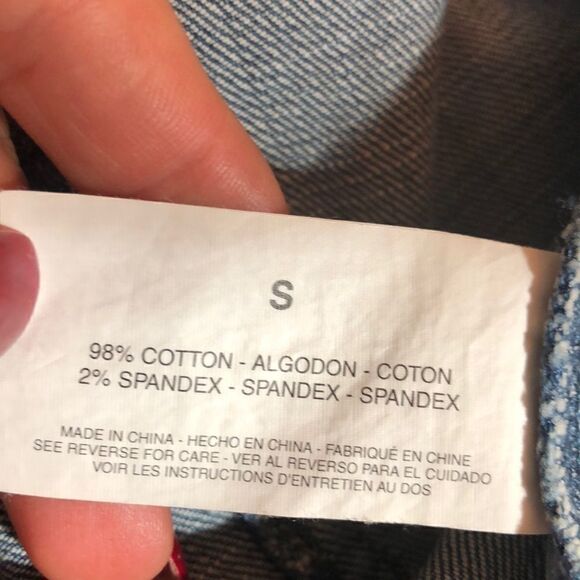 S
98% COTTON - ALGODON - COTON
2% SPANDEX - SPANDEX - SPANDEX
MADE IN CHINA - HECHO EN CHINA - FABRIQUÉ EN CHINE
SEE REVERSE FOR CARE - VER AL REVERSO PARA EL CUIDADO
VOIR LES INSTRUCTIONS D'ENTRETIEN AU DOS